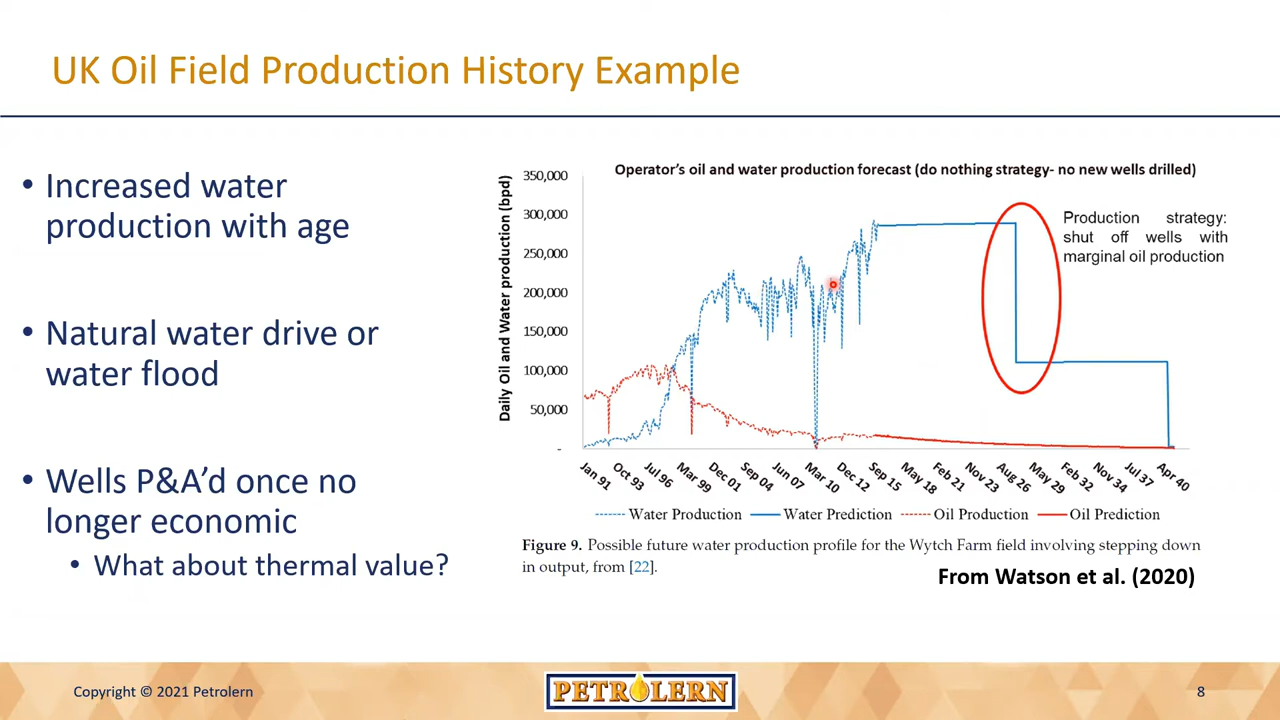 UK Oil Field Production History Example
• Increased water
production with age
• Natural water drive or
water flood
• Wells P&A’d once no
longer economic
• What about thermal value?
Operator’s oil and water production forecast (do nothing strategy- no new wells drilled)
Daily Oil and Water production (bpd)
350,000
300,000
250,000
200,000
150,000
100,000
50,000
-
Jan 91 Oct 93 Jul 96 Mar 99 Dec 01 Sep 04 Jun 07 Mar 10 Dec 12 Sep 15 May 18 Feb 21 Nov 23 Aug 26 May 29 Feb 32 Nov 34 Jul 37 Apr 40
Production strategy:
shut off wells with
marginal oil production
Water Production Water Prediction Oil Production Oil Prediction
Figure 9. Possible future water production profile for the Wytch Farm field involving stepping down
in output, from [22].
From Watson et al. (2020)
Copyright © 2021 Petrolern
PETROLERN
8